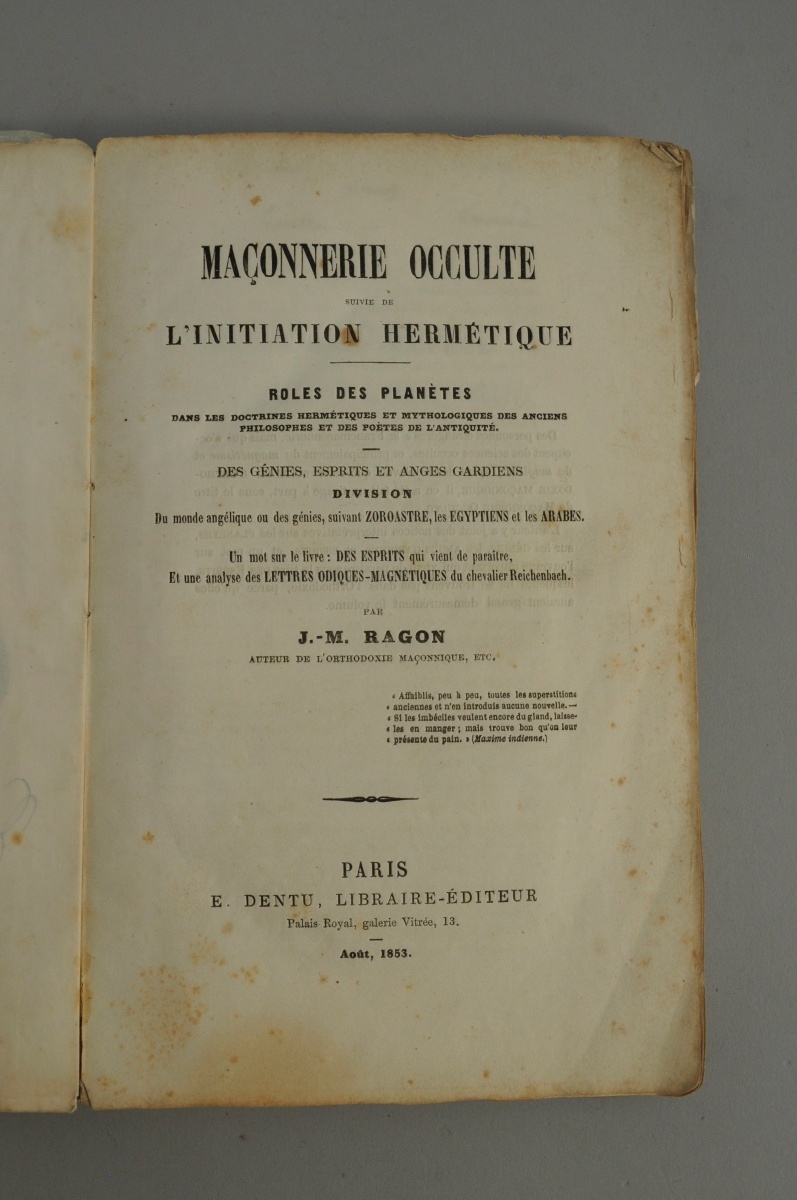 MAÇONNERIE OCCULTE
SUIVIE DE
L'INITIATION HERMÉTIQUE
ROLES DES PLANÈTES
DANS LES DOCTRINES HERMÉTIQUES ET MYTHOLOGIQUES DES ANCIENS
PHILOSOPHES ET DES POËTES DE L'ANTIQUITÉ.
DES GÉNIES, ESPRITS ET ANGES GARDIENS
DIVISION
Du monde angélique ou des génies, suivant ZOROASTRE, les EGYPTIENS et les ARABES.
Un mot sur le livre : DES ESPRITS qui vient de paraître,
Et une analyse des LETTRES ODIQUES-MAGNÉTIQUES du chevalier Reichenbach.
PAR
J.-M. RAGON
AUTEUR DE L'ORTHODOXIE MAÇONNIQUE, ETC.
« Affaiblis, peu à peu, toutes les superstitions
« anciennes et n'en introduis aucune nouvelle. —
« Si les imbéciles veulent encore du gland, laisse-
« les en manger ; mais trouve bon qu'on leur
« présente du pain. » (Maxime indienne.)
PARIS
E. DENTU, LIBRAIRE-ÉDITEUR
Palais-Royal, galerie Vitrée, 13.
Août, 1853.